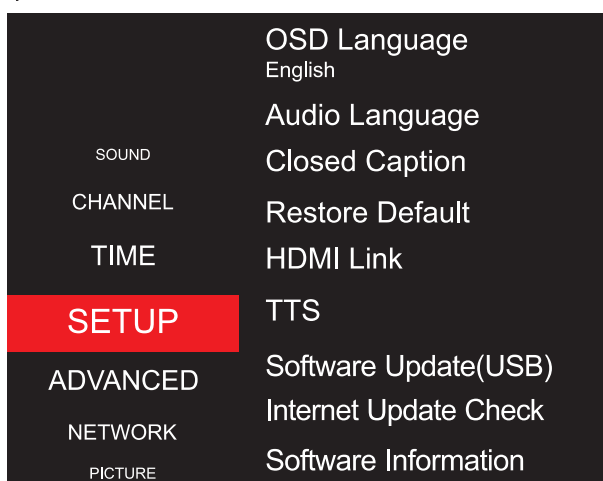 SOUND
CHANNEL
TIME
SETUP
ADVANCED
NETWORK
PICTURE
OSD Language
English
Audio Language
Closed Caption
Restore Default
HDMI Link
TTS
Software Update(USB)
Internet Update Check
Software Information